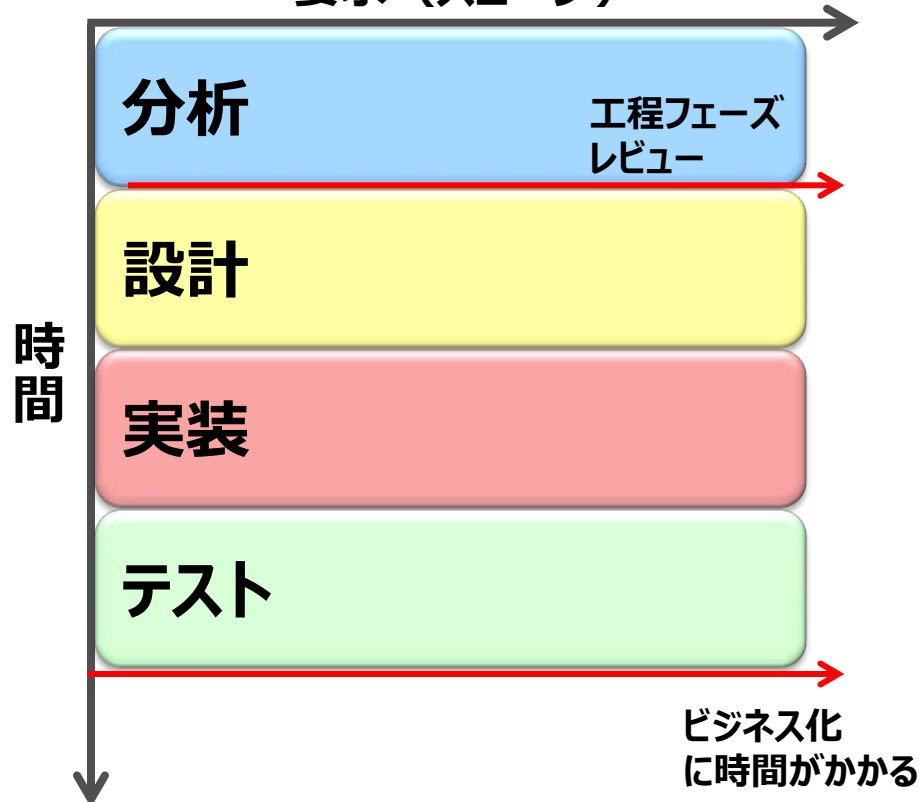 分析
工程フェーズ
レビュー
設計
時間
実装
テスト
ビジネス化
に時間がかかる